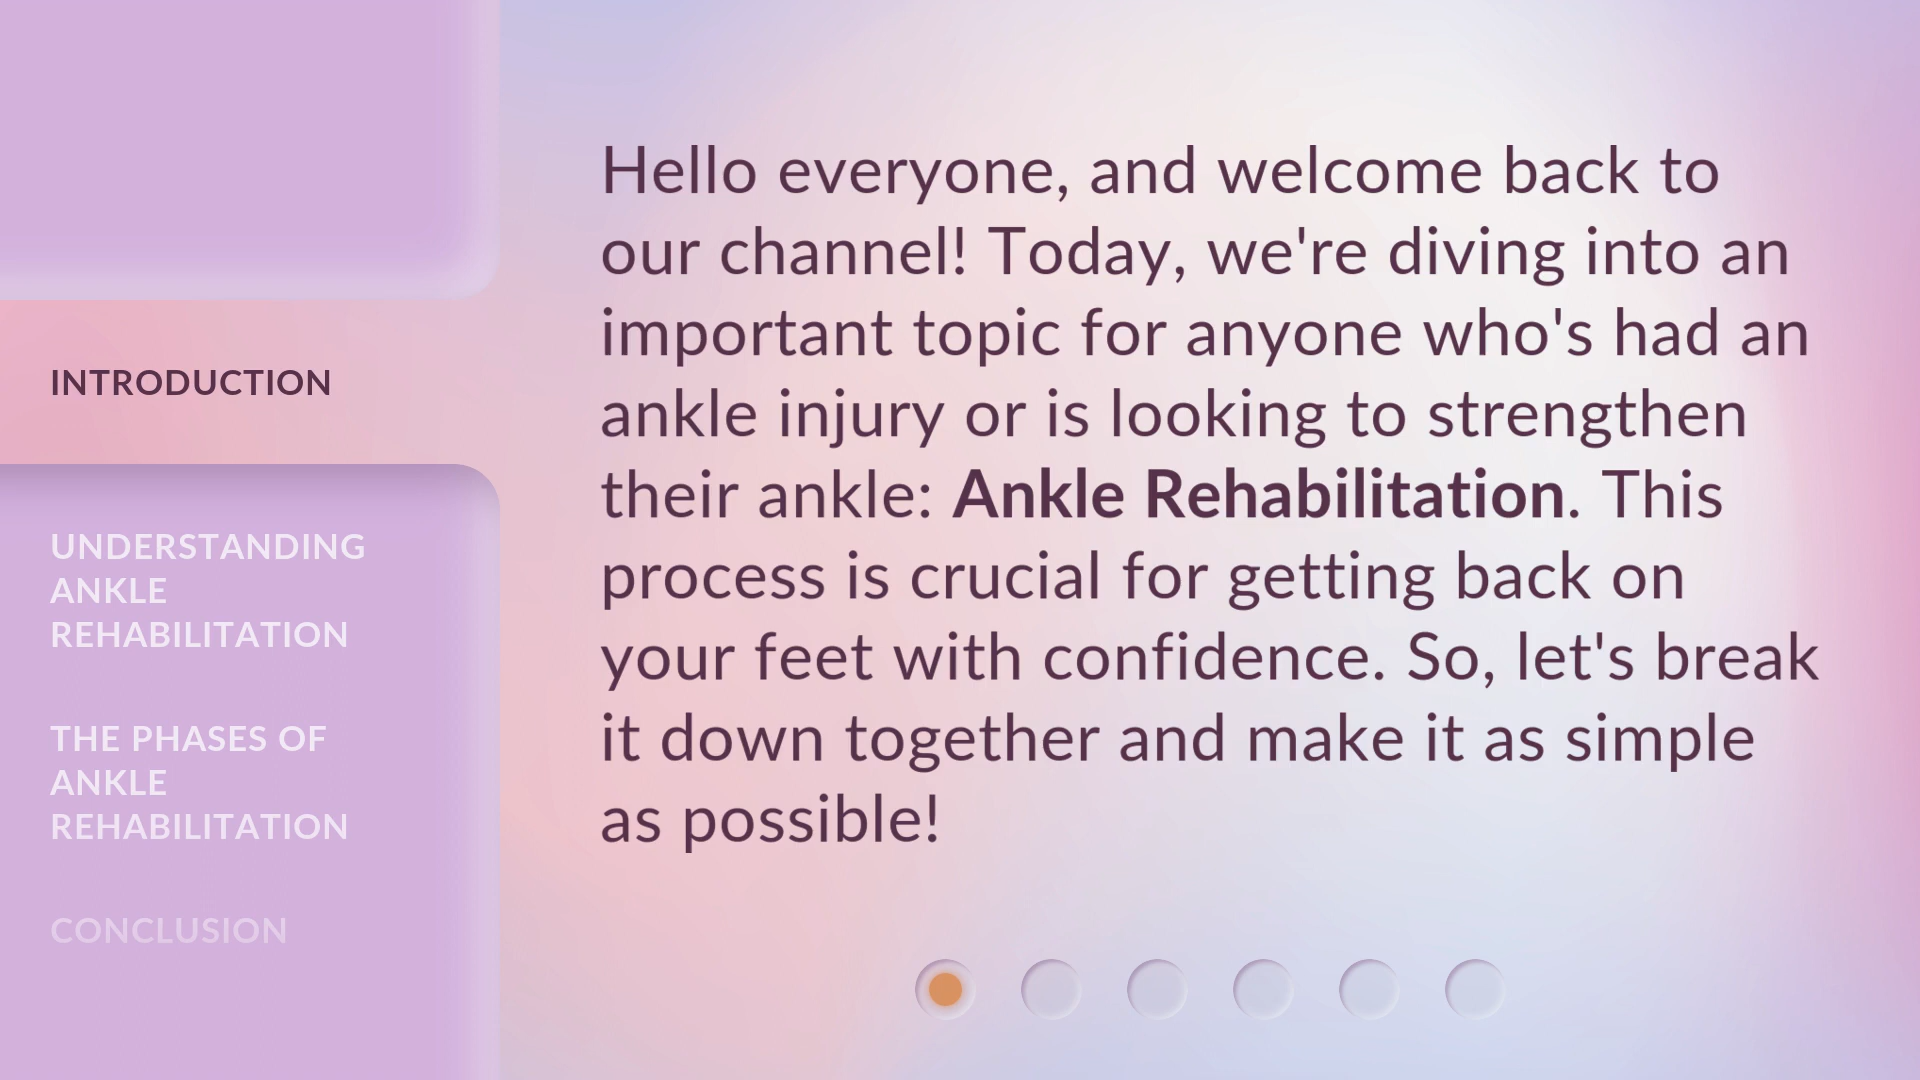 INTRODUCTION
UNDERSTANDING
ANKLE
REHABILITATION
THE PHASES OF
ANKLE
REHABILITATION
CONCLUSION
Hello everyone, and welcome back to
our channel! Today, we're diving into an
important topic for anyone who's had an
ankle injury or is looking to strengthen
their ankle: Ankle Rehabilitation. This
process is crucial for getting back on
your feet with confidence. So, let's break
it down together and make it as simple
as possible!